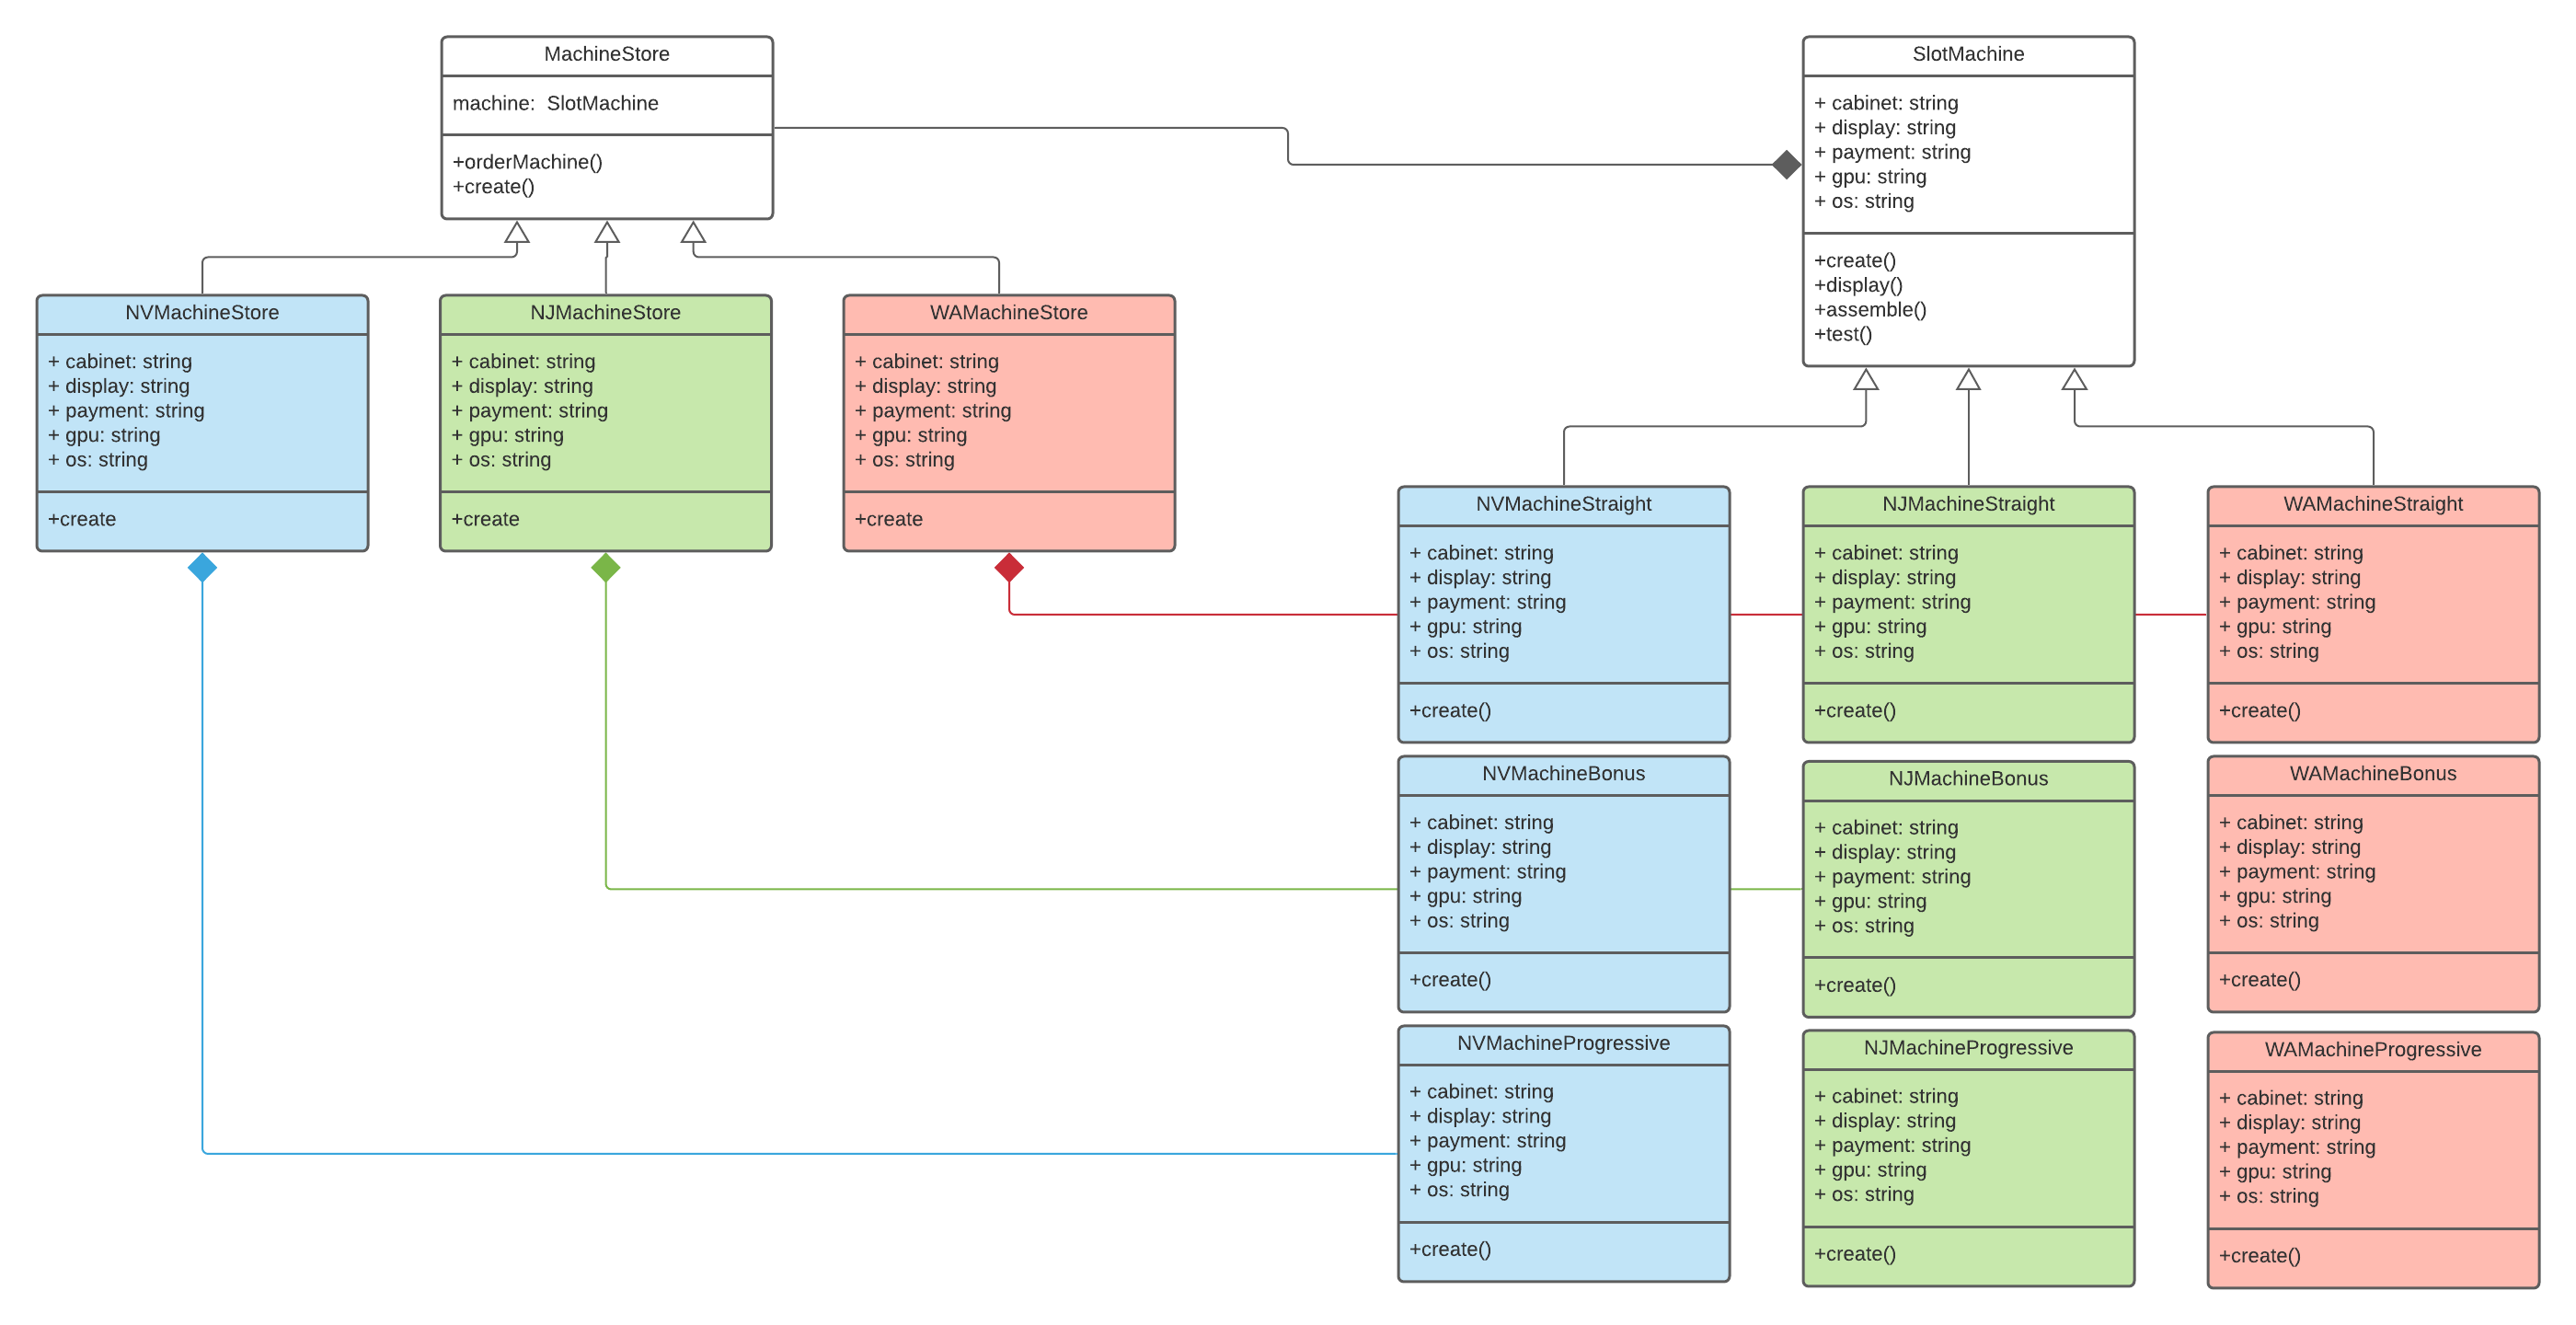 MachineStore
machine:  SlotMachine
+orderMachine()
+create()
SlotMachine
+ cabinet: string
+ display: string
+ payment: string
+ gpu: string
+ os: string
+create()
+display()
+assemble()
+test()
NVMachineStore
+ cabinet: string
+ display: string
+ payment: string
+ gpu: string
+ os: string
+create
NJMachineStore
+ cabinet: string
+ display: string
+ payment: string
+ gpu: string
+ os: string
+create
WAMachineStore
+ cabinet: string
+ display: string
+ payment: string
+ gpu: string
+ os: string
+create
NVMachineStraight
+ cabinet: string
+ display: string
+ payment: string
+ gpu: string
+ os: string
+create()
NJMachineStraight
+ cabinet: string
+ display: string
+ payment: string
+ gpu: string
+ os: string
+create()
WAMachineStraight
+ cabinet: string
+ display: string
+ payment: string
+ gpu: string
+ os: string
+create()
NVMachineBonus
+ cabinet: string
+ display: string
+ payment: string
+ gpu: string
+ os: string
+create()
NJMachineBonus
+ cabinet: string
+ display: string
+ payment: string
+ gpu: string
+ os: string
+create()
WAMachineBonus
+ cabinet: string
+ display: string
+ payment: string
+ gpu: string
+ os: string
+create()
NVMachineProgressive
+ cabinet: string
+ display: string
+ payment: string
+ gpu: string
+ os: string
+create()
NJMachineProgressive
+ cabinet: string
+ display: string
+ payment: string
+ gpu: string
+ os: string
+create()
WAMachineProgressive
+ cabinet: string
+ display: string
+ payment: string
+ gpu: string
+ os: string
+create()